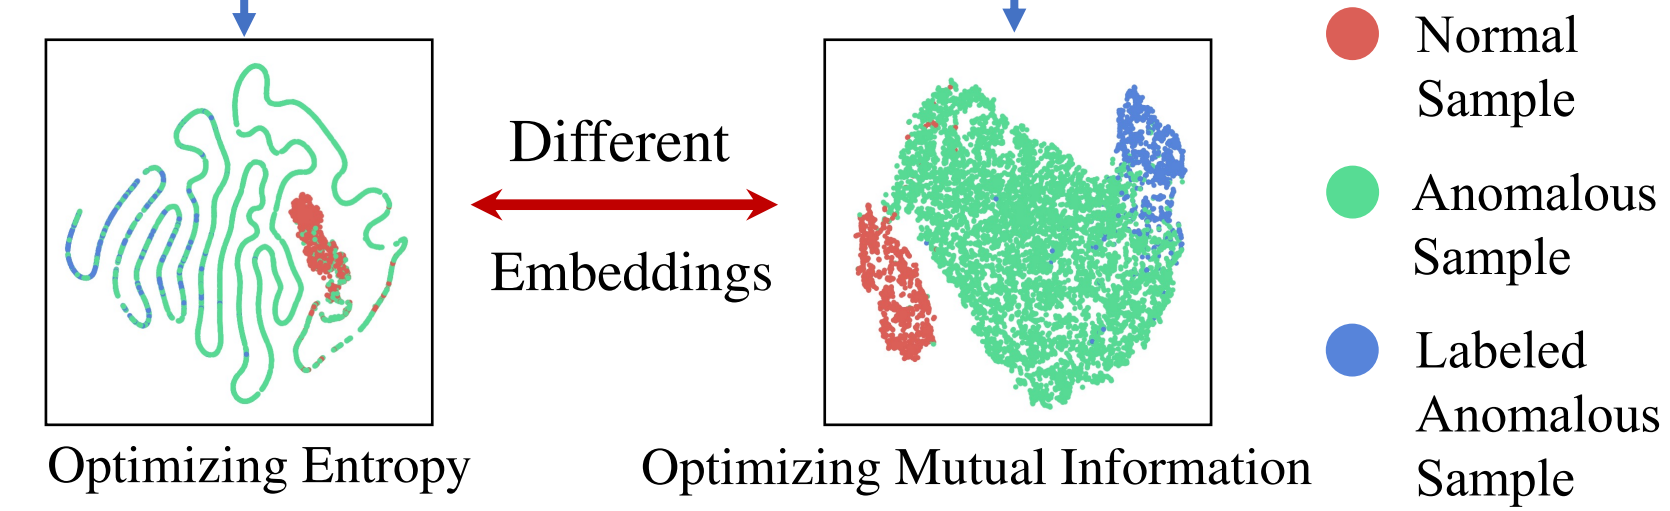 Different
Embeddings
Optimizing Entropy
Optimizing Mutual Information
Normal
Sample
Anomalous
Sample
Labeled
Anomalous
Sample